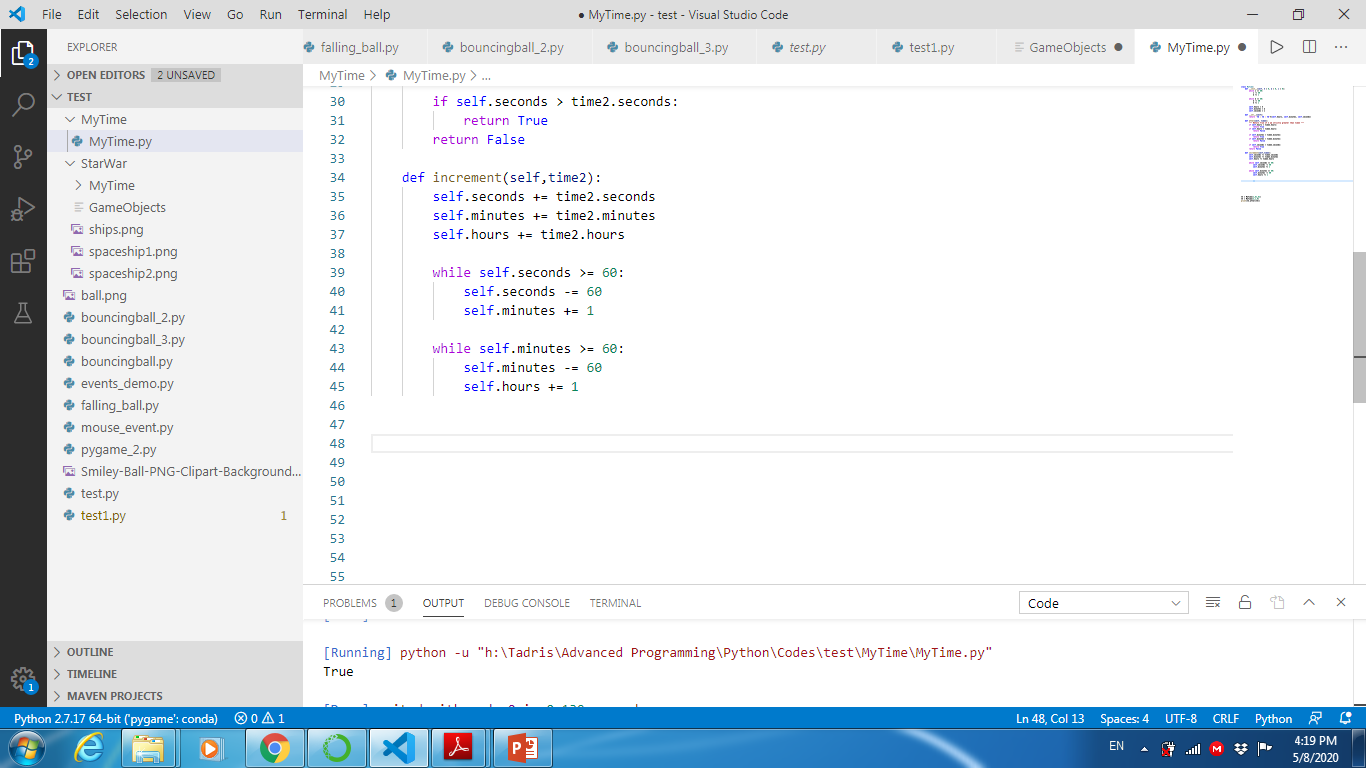 File Edit Selection View Go Run Terminal Help
● MyTime.py - test - Visual Studio Code
EXPLORER
OPEN EDITORS 2 UNSAVED
TEST
MyTime
MyTime.py
StarWar
MyTime
GameObjects
ships.png
spaceship1.png
spaceship2.png
ball.png
bouncingball_2.py
bouncingball_3.py
bouncingball.py
events_demo.py
falling_ball.py
mouse_event.py
pygame_2.py
Smiley-Ball-PNG-Clipart-Background...
test.py
test1.py 1
OUTLINE
TIMELINE
MAVEN PROJECTS
2
1
falling_ball.py bouncingball_2.py bouncingball_3.py test.py test1.py GameObjects ● MyTime.py ●
MyTime > MyTime.py > ...
30 if self.seconds > time2.seconds:
31 return True
32 return False
33
34 def increment(self,time2):
35 self.seconds += time2.seconds
36 self.minutes += time2.minutes
37 self.hours += time2.hours
38
39 while self.seconds >= 60:
40 self.seconds -= 60
41 self.minutes += 1
42
43 while self.minutes >= 60:
44 self.minutes -= 60
45 self.hours += 1
46
47
48
49
50
51
52
53
54
55
PROBLEMS 1 OUTPUT DEBUG CONSOLE TERMINAL
Code
[Running] python -u "h:\Tadris\Advanced Programming\Python\Codes\test\MyTime\MyTime.py"
True
Python 2.7.17 64-bit ('pygame': conda) 0 1
Ln 48, Col 13 Spaces: 4 UTF-8 CRLF Python
EN
4:19 PM
5/8/2020